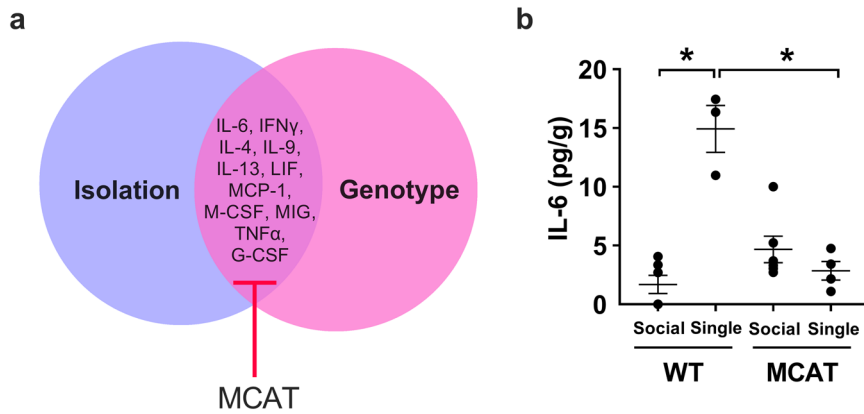 a
Isolation
IL-6, IFNγ,
IL-4, IL-9,
IL-13, LIF,
MCP-1,
M-CSF, MIG,
TNFα,
G-CSF
Genotype
MCAT
b
* *
IL-6 (pg/g)
20
15
10
5
0
Social Single Social Single
WT MCAT